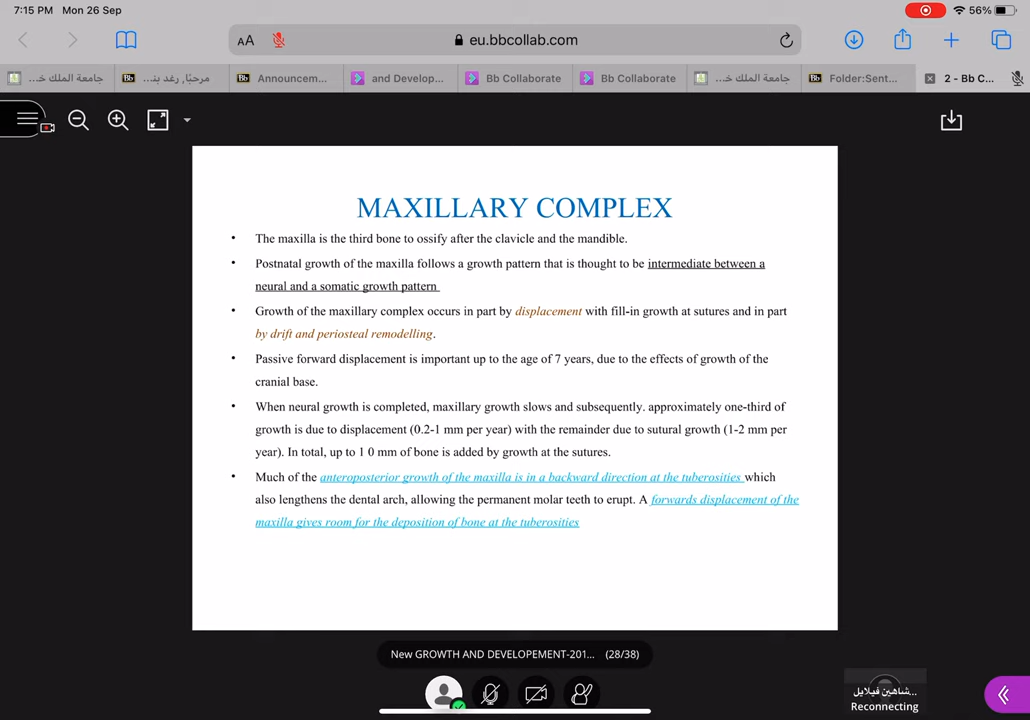 7:15 PM Mon 26 Sep
56%
AA
eu.bbcollab.com
جامعة الملك خـ...
مرحبًا, رغد بنـ...
Announcem...
and Develop...
Bb Collaborate
Bb Collaborate
جامعة الملك خـ...
Folder:Sent...
2 - Bb C...
MAXILLARY COMPLEX
• The maxilla is the third bone to ossify after the clavicle and the mandible.
• Postnatal growth of the maxilla follows a growth pattern that is thought to be intermediate between a
neural and a somatic growth pattern
• Growth of the maxillary complex occurs in part by displacement with fill-in growth at sutures and in part
by drift and periosteal remodelling.
• Passive forward displacement is important up to the age of 7 years, due to the effects of growth of the
cranial base.
• When neural growth is completed, maxillary growth slows and subsequently. approximately one-third of
growth is due to displacement (0.2-1 mm per year) with the remainder due to sutural growth (1-2 mm per
year). In total, up to 1 0 mm of bone is added by growth at the sutures.
• Much of the anteroposterior growth of the maxilla is in a backward direction at the tuberosities which
also lengthens the dental arch, allowing the permanent molar teeth to erupt. A forwards displacement of the
maxilla gives room for the deposition of bone at the tuberosities
New GROWTH AND DEVELOPEMENT-201... (28/38)
شاهين فيلايل...
Reconnecting